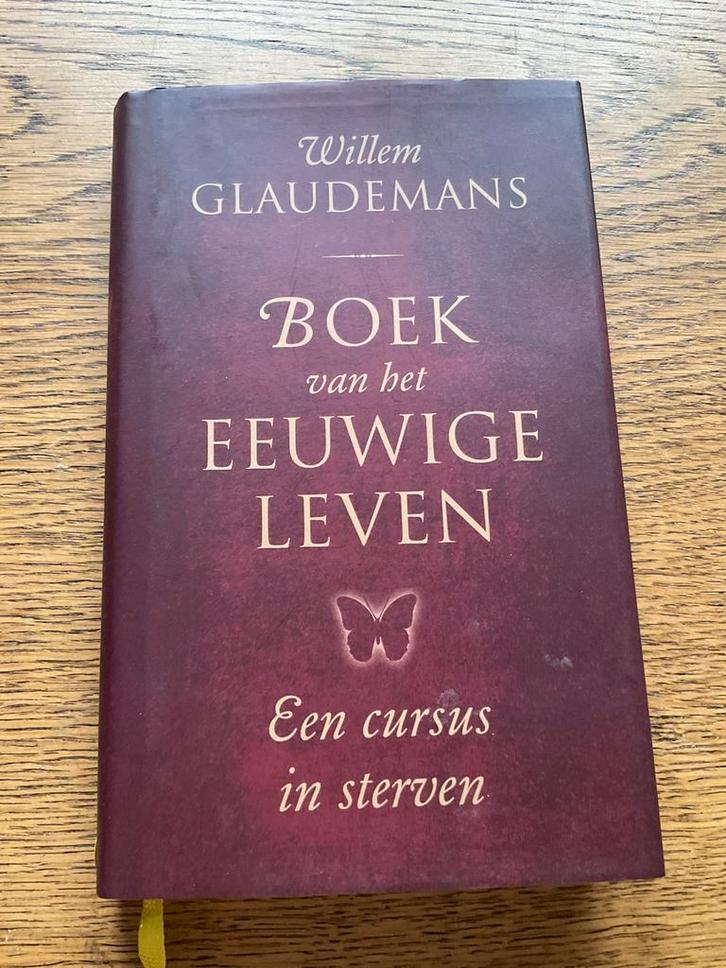 Willem
GLAUDEMANS
BOEK
van het
EEUWIGE
LEVEN
Een cursus
in sterven